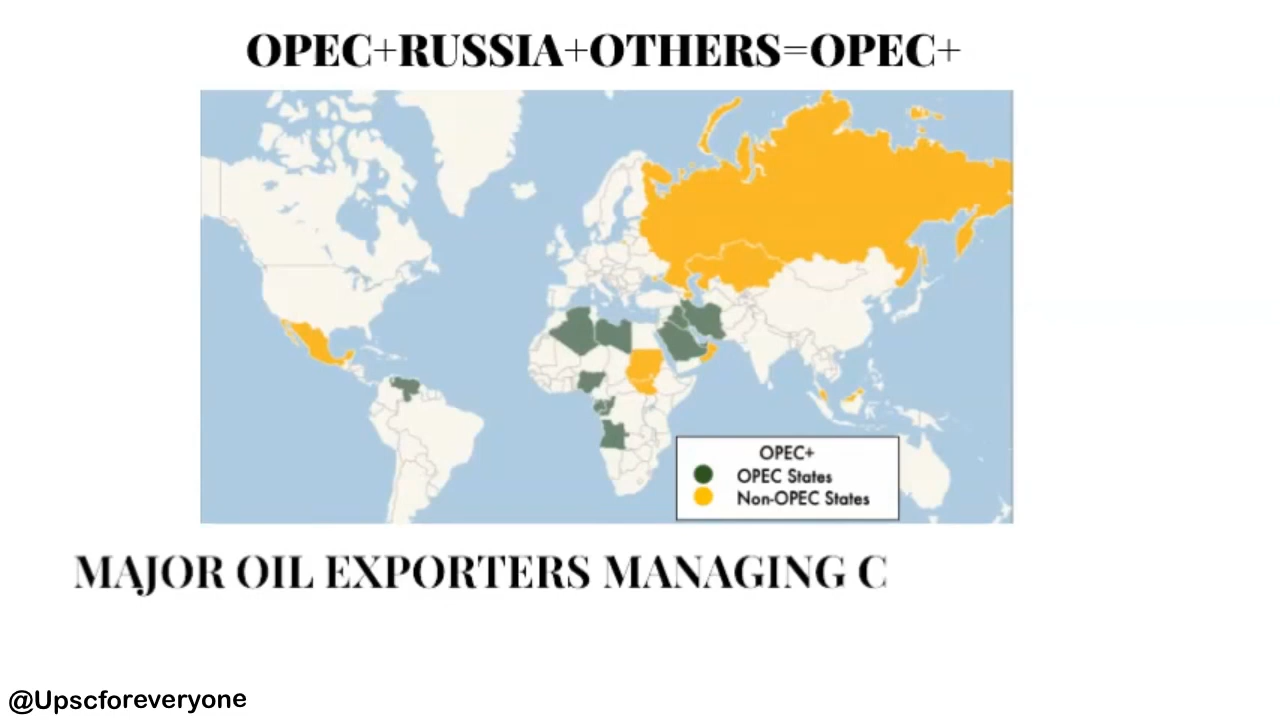 OPEC+RUSSIA+OTHERS=OPEC+
OPEC+
OPEC States
Non-OPEC States
MAJOR OIL EXPORTERS MANAGING C
@Upscforeveryone